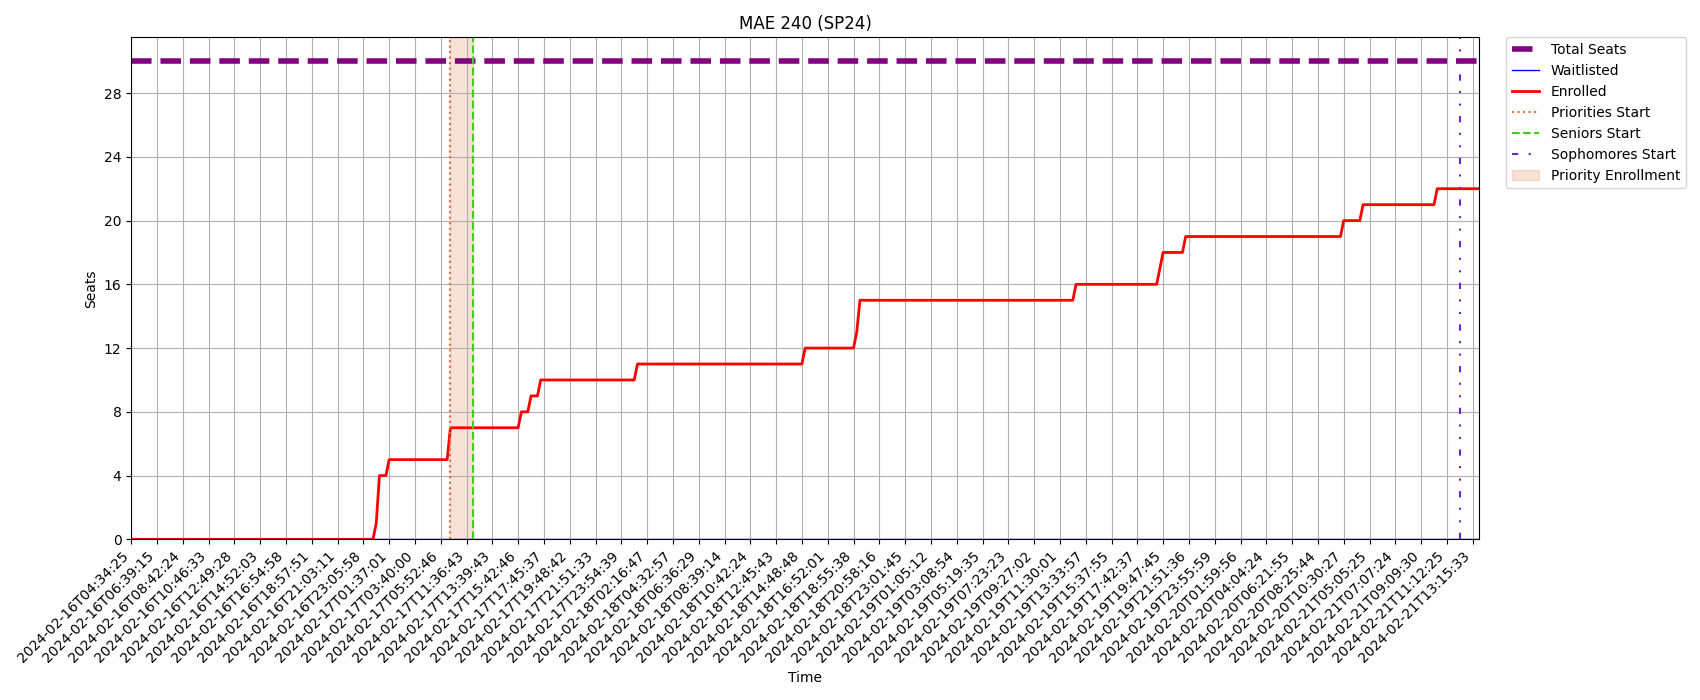 MAE 240 (SP24)
Total Seats
Waitlisted
Enrolled
Priorities Start
Seniors Start
Sophomores Start
Priority Enrollment
Seats
28
24
20
16
12
8
4
0
2024-02-16T04:34:25
2024-02-16T06:39:15
2024-02-16T08:42:24
2024-02-16T10:46:33
2024-02-16T12:49:28
2024-02-16T14:52:03
2024-02-16T16:54:58
2024-02-16T18:57:51
2024-02-16T21:03:11
2024-02-16T23:05:58
2024-02-17T01:37:01
2024-02-17T03:40:00
2024-02-17T05:52:46
2024-02-17T11:36:43
2024-02-17T13:39:43
2024-02-17T15:42:46
2024-02-17T17:45:37
2024-02-17T19:48:42
2024-02-17T21:51:33
2024-02-17T23:54:39
2024-02-18T02:16:47
2024-02-18T04:32:57
2024-02-18T06:36:29
2024-02-18T08:39:14
2024-02-18T10:42:24
2024-02-18T12:45:43
2024-02-18T14:48:48
2024-02-18T16:52:01
2024-02-18T18:55:38
2024-02-18T20:58:16
2024-02-18T23:01:45
2024-02-19T01:05:12
2024-02-19T03:08:54
2024-02-19T05:19:35
2024-02-19T07:23:23
2024-02-19T09:27:02
2024-02-19T11:30:01
2024-02-19T13:33:57
2024-02-19T15:37:55
2024-02-19T17:42:37
2024-02-19T19:47:45
2024-02-19T21:51:36
2024-02-19T23:55:59
2024-02-20T01:59:56
2024-02-20T04:04:24
2024-02-20T06:21:55
2024-02-20T08:25:44
2024-02-20T10:30:27
2024-02-21T05:05:25
2024-02-21T07:07:24
2024-02-21T09:09:30
2024-02-21T11:12:25
2024-02-21T13:15:33
Time